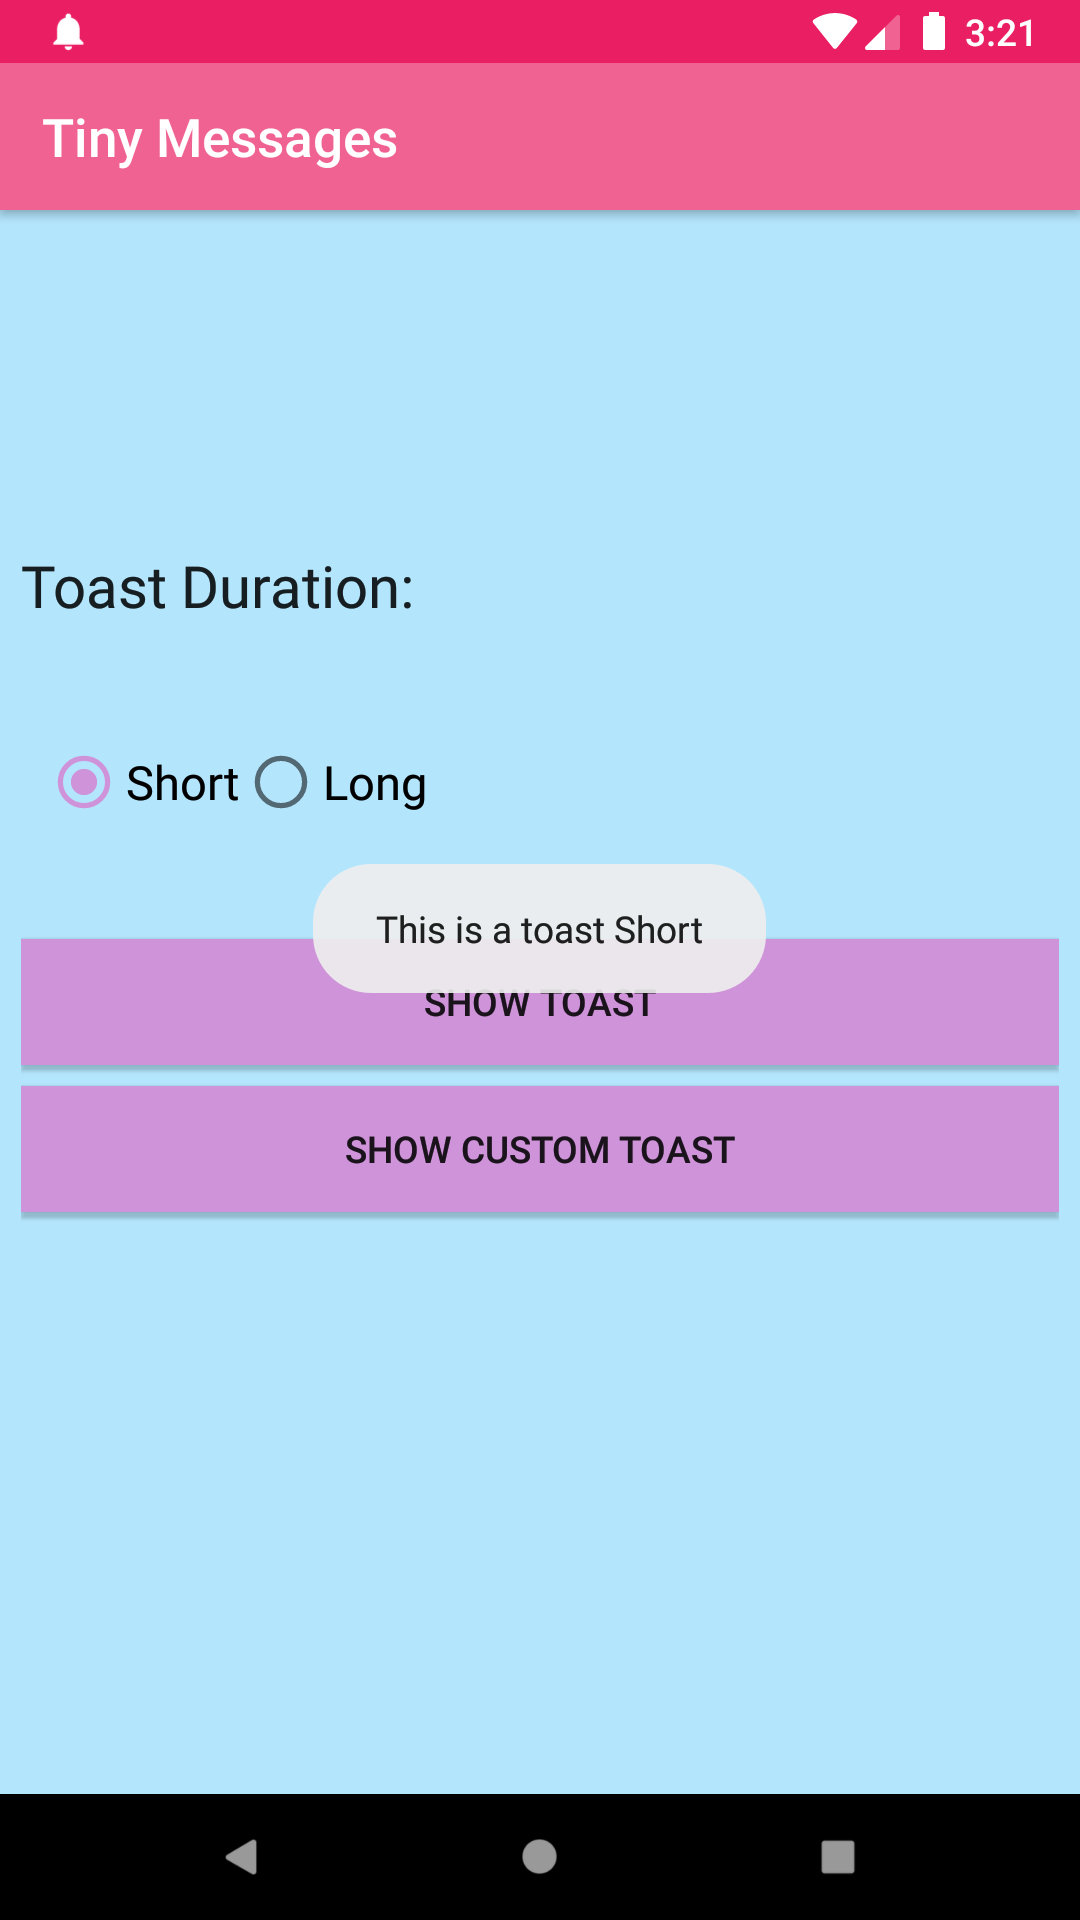 3:21
Tiny Messages
Toast Duration:
Short Long
This is a toast Short
SHOW TOAST
SHOW CUSTOM TOAST